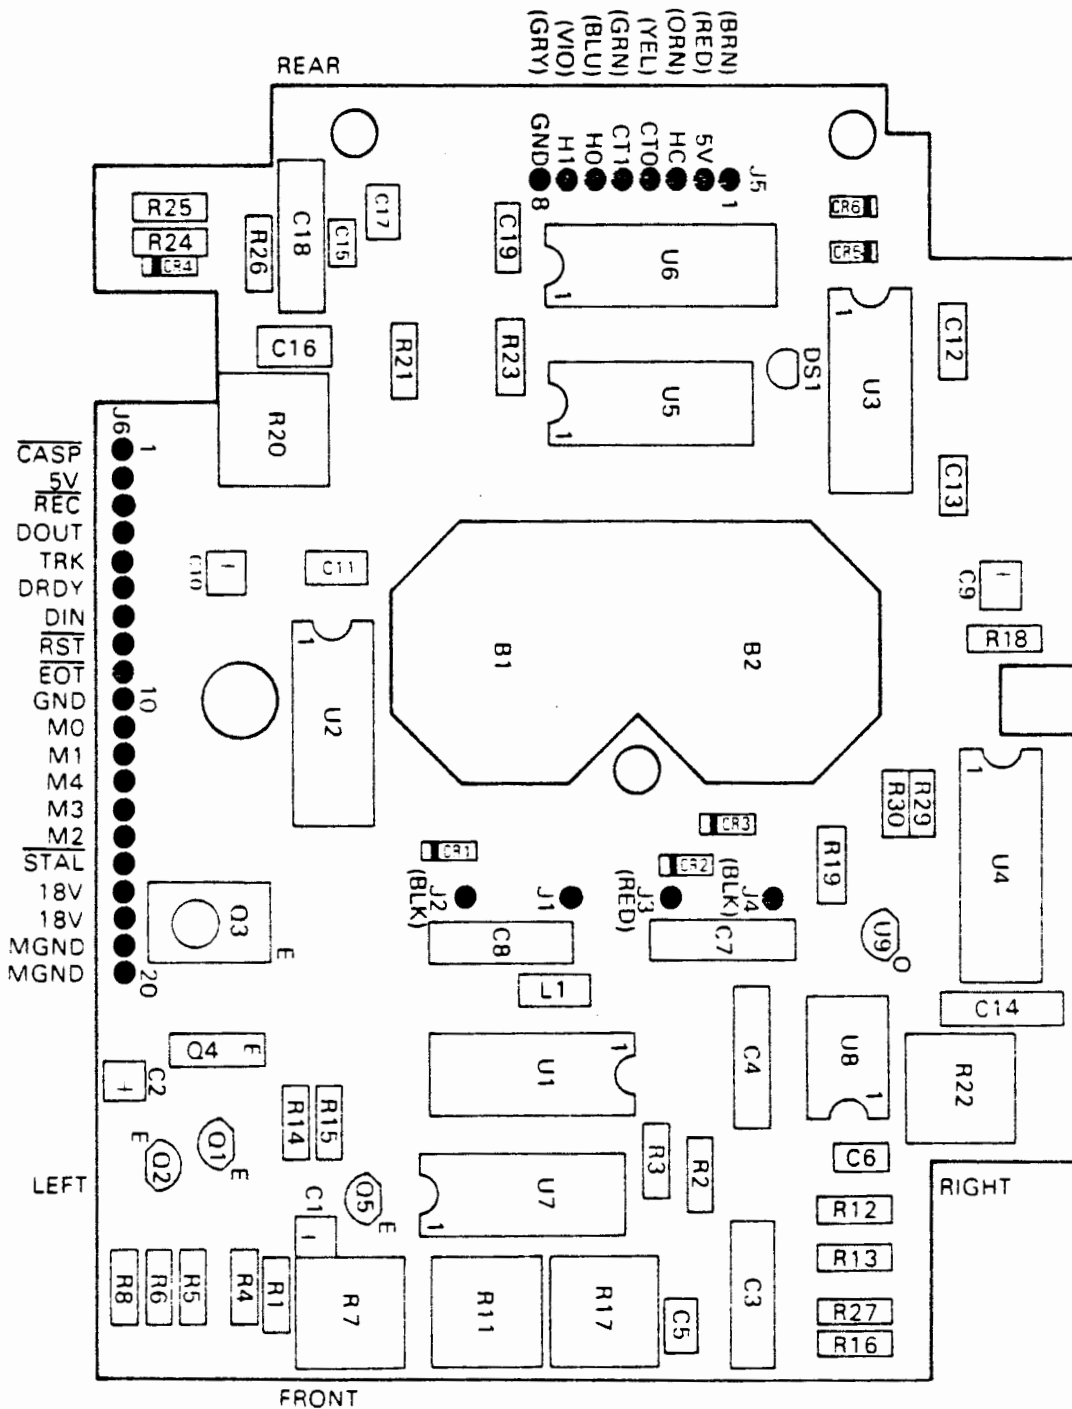 (GRY)
(VIO)
(BLU)
(GRN)
(YEL)
(ORN)
(RED)
(BRN)
REAR
GND
H1
H0
CT1
CT0
HC
5V
J5
8
1
R25
R24
CR4
R26
C18
C15
C17
C19
U6
1
CR6
CR5
C16
R21
R23
U5
1
DS1
1
U3
C12
C13
R20
J6
1
10
20
CASP
5V
REC
DOUT
TRK
DRDY
DIN
RST
EOT
GND
M0
M1
M4
M3
M2
STAL
18V
18V
MGND
MGND
C10
C11
B1
B2
C9
+
R18
1
U2
1
U4
R30
R29
CR1
CR3
CR2
R19
(BLK)
J2
J1
(RED)
J3
(BLK)
J4
Q3
E
C8
C7
U9
O
L1
C14
Q4
E
C2
+
U1
1
C4
U8
1
R22
R14
R15
R3
R2
C6
E
Q2
Q1
E
LEFT
RIGHT
C1
Q5
E
U7
1
R12
R13
R27
R16
R8
R6
R5
R4
R1
R7
R11
R17
C5
C3
FRONT